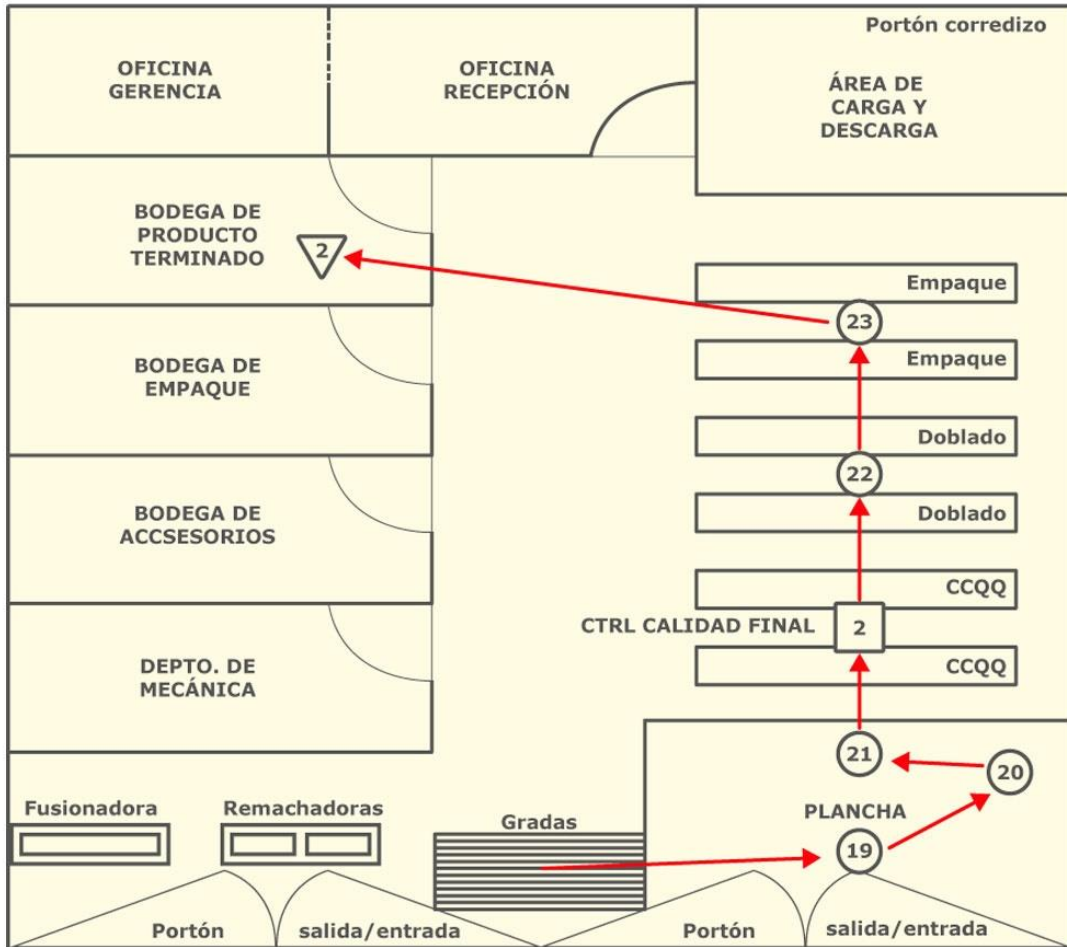 Portón corredizo
OFICINA
GERENCIA
OFICINA
RECEPCIÓN
ÁREA DE
CARGA Y
DESCARGA
BODEGA DE
PRODUCTO
TERMINADO
2
Empaque
23
Empaque
BODEGA DE
EMPAQUE
Doblado
22
Doblado
BODEGA DE
ACCSESORIOS
CCQQ
CTRL CALIDAD FINAL
2
CCQQ
DEPTO. DE
MECÁNICA
21
20
Fusionadora
Remachadoras
Gradas
PLANCHA
19
Portón
salida/entrada
Portón
salida/entrada